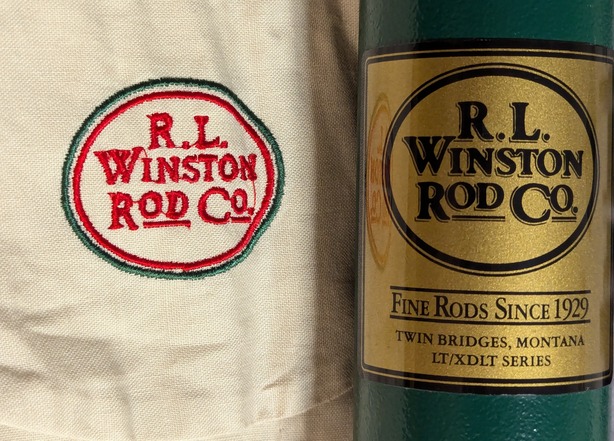 R. L.
WINSTON
ROD CO.
R. L.
WINSTON
ROD CO.
FINE RODS SINCE 1929
TWIN BRIDGES, MONTANA
LT/XDLT SERIES